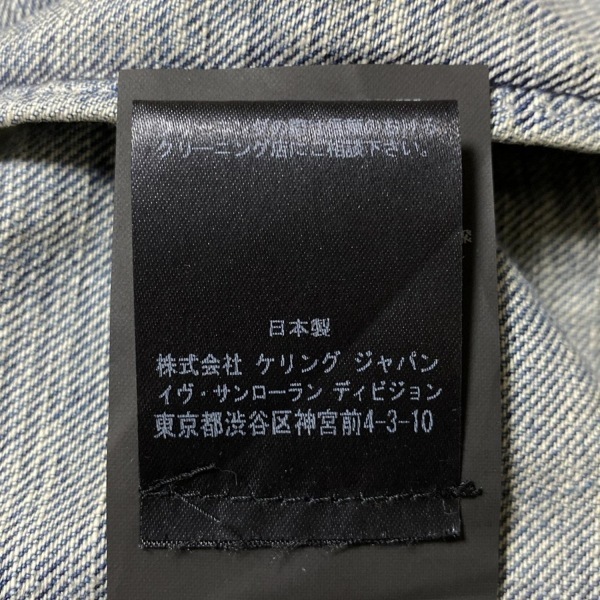 クリーニング店にご相談下さい。
日本製
株式会社 ケリング ジャパン
イヴ・サンローラン ディビジョン
東京都渋谷区神宮前4-3-10